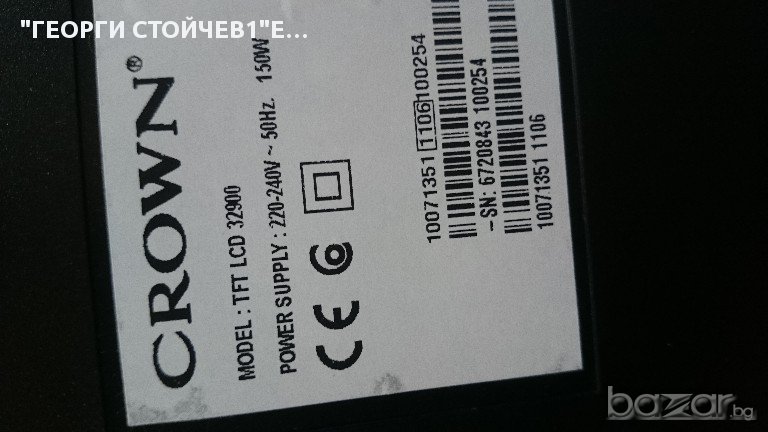 "ГЕОРГИ СТОЙЧЕВ1"Е...
CROWN®
MODEL : TFT LCD 32900
POWER SUPPLY : 220-240V ~ 50Hz. 150W
CE
10071351 1106 100254
-SN: 6720843 100254
10071351 1106
bazar.bg